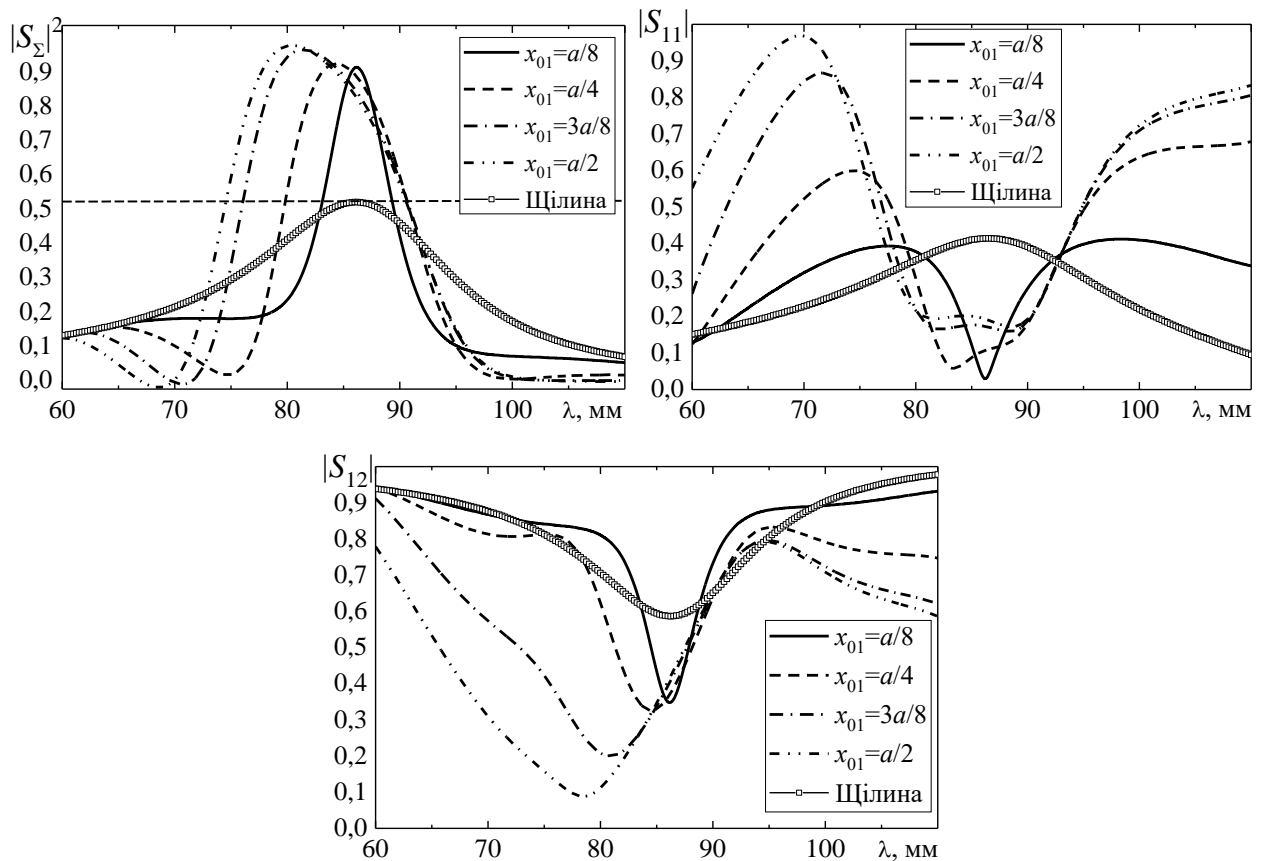 |S_Σ|²
0,9
0,8
0,7
0,6
0,5
0,4
0,3
0,2
0,1
0,0
60 70 80 90 100 λ, мм
x₀₁=a/8
x₀₁=a/4
x₀₁=3a/8
x₀₁=a/2
Щілина
|S₁₁|
0,9
0,8
0,7
0,6
0,5
0,4
0,3
0,2
0,1
0,0
60 70 80 90 100 λ, мм
x₀₁=a/8
x₀₁=a/4
x₀₁=3a/8
x₀₁=a/2
Щілина
|S₁₂|
0,9
0,8
0,7
0,6
0,5
0,4
0,3
0,2
0,1
0,0
60 70 80 90 100 λ, мм
x₀₁=a/8
x₀₁=a/4
x₀₁=3a/8
x₀₁=a/2
Щілина